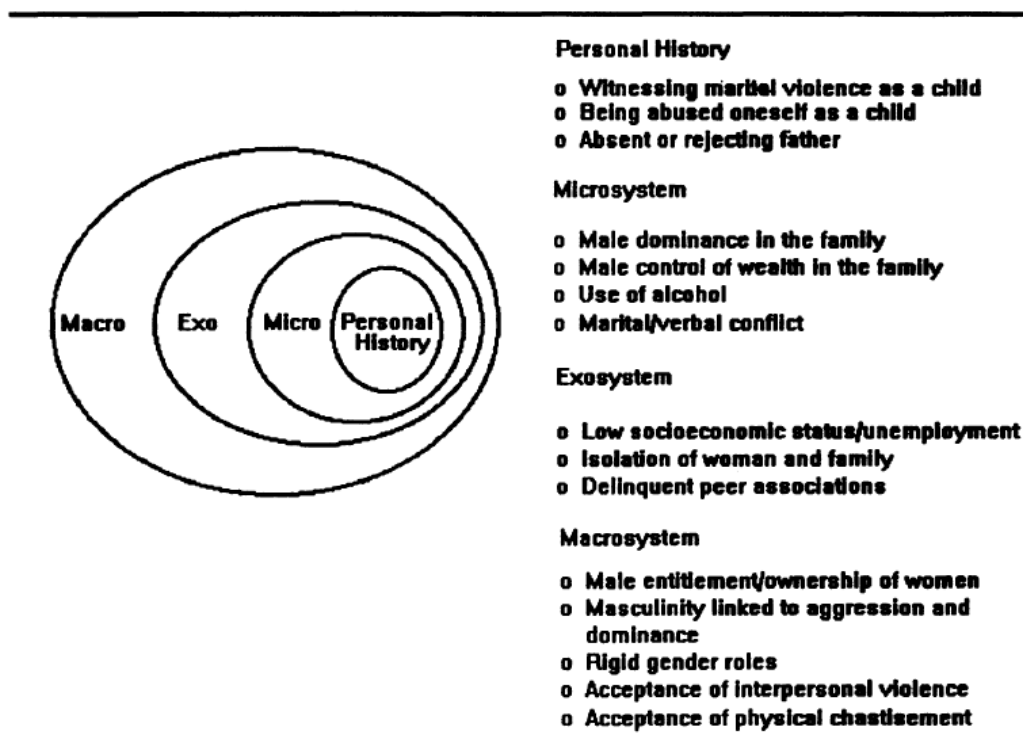 Macro
Exo
Micro
Personal
History
Personal History
o Witnessing marital violence as a child
o Being abused oneself as a child
o Absent or rejecting father
Microsystem
o Male dominance in the family
o Male control of wealth in the family
o Use of alcohol
o Marital/verbal conflict
Exosystem
o Low socioeconomic status/unemployment
o Isolation of woman and family
o Delinquent peer associations
Macrosystem
o Male entitlement/ownership of women
o Masculinity linked to aggression and
dominance
o Rigid gender roles
o Acceptance of interpersonal violence
o Acceptance of physical chastisement